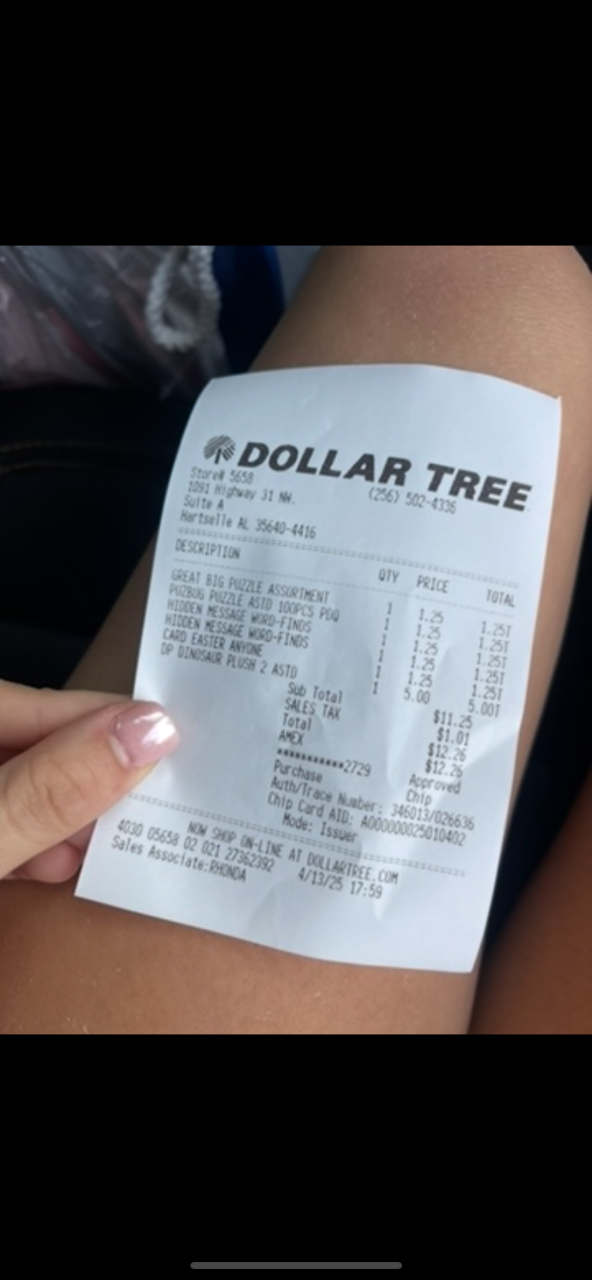 DOLLAR TREE
Store# 5658 (256) 502-4336
1091 Highway 31 NW.
Suite A
Hartselle AL 35640-4416
DESCRIPTION QTY PRICE TOTAL
GREAT BIG PUZZLE ASSORTMENT 1 1.25 1.25T
PUZBUG PUZZLE ASTD 100PCS PDQ 1 1.25 1.25T
HIDDEN MESSAGE WORD-FINDS 1 1.25 1.25T
HIDDEN MESSAGE WORD-FINDS 1 1.25 1.25T
CARD EASTER ANYONE 1 1.25 1.25T
DP DINOSAUR PLUSH 2 ASTD 1 5.00 5.00T
Sub Total $11.25
SALES TAX $1.01
Total $12.26
AMEX $12.26
***********2729 Approved
Purchase Chip
Auth/Trace Number: 346013/026636
Chip Card AID: A000000025010402
Mode: Issuer
NOW SHOP ON-LINE AT DOLLARTREE.COM
4030 05658 02 021 27362392 4/13/25 17:59
Sales Associate:RHONDA